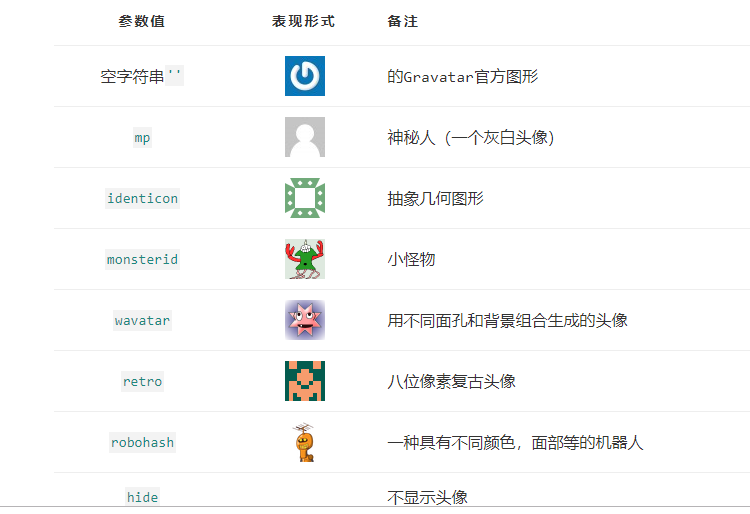 参数值 表现形式 备注
空字符串'' 的Gravatar官方图形
mp 神秘人（一个灰白头像）
identicon 抽象几何图形
monsterid 小怪物
wavatar 用不同面孔和背景组合生成的头像
retro 八位像素复古头像
robohash 一种具有不同颜色，面部等的机器人
hide 不显示头像